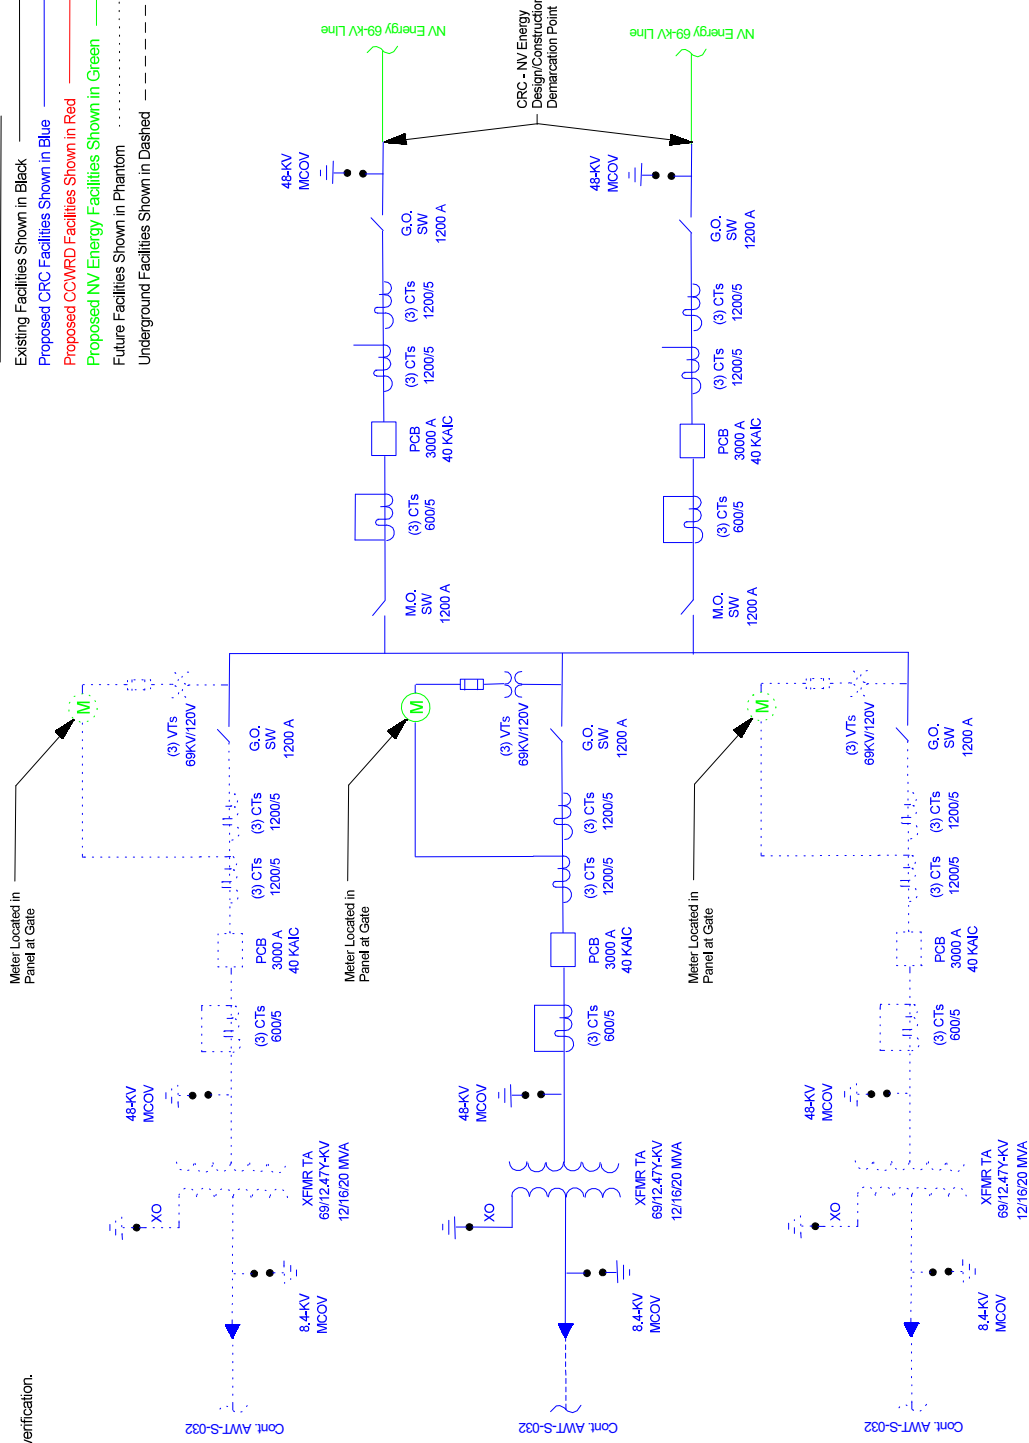 Existing Facilities Shown in Black
Proposed CRC Facilities Shown in Blue
Proposed CCWRD Facilities Shown in Red
Proposed NV Energy Facilities Shown in Green
Future Facilities Shown in Phantom
Underground Facilities Shown in Dashed
NV Energy 69-kV Line
NV Energy 69-kV Line
CRC - NV Energy
Design/Construction
Demarcation Point
48-KV
MCOV
G.O.
SW
1200 A
(3) CTs
1200/5
(3) CTs
1200/5
PCB
3000 A
40 KAIC
(3) CTs
600/5
M.O.
SW
1200 A
48-KV
MCOV
G.O.
SW
1200 A
(3) CTs
1200/5
(3) CTs
1200/5
PCB
3000 A
40 KAIC
(3) CTs
600/5
M.O.
SW
1200 A
Meter Located in
Panel at Gate
M
(3) VTs
69KV/120V
G.O.
SW
1200 A
(3) CTs
1200/5
(3) CTs
1200/5
PCB
3000 A
40 KAIC
(3) CTs
600/5
48-KV
MCOV
XFMR TA
69/12.47Y-KV
12/16/20 MVA
XO
8.4-KV
MCOV
Cont. AWT-S-032
Meter Located in
Panel at Gate
M
(3) VTs
69KV/120V
G.O.
SW
1200 A
(3) CTs
1200/5
(3) CTs
1200/5
PCB
3000 A
40 KAIC
(3) CTs
600/5
48-KV
MCOV
XFMR TA
69/12.47Y-KV
12/16/20 MVA
XO
8.4-KV
MCOV
Cont. AWT-S-032
Meter Located in
Panel at Gate
M
(3) VTs
69KV/120V
G.O.
SW
1200 A
(3) CTs
1200/5
(3) CTs
1200/5
PCB
3000 A
40 KAIC
(3) CTs
600/5
48-KV
MCOV
XFMR TA
69/12.47Y-KV
12/16/20 MVA
XO
8.4-KV
MCOV
Cont. AWT-S-032
verification.